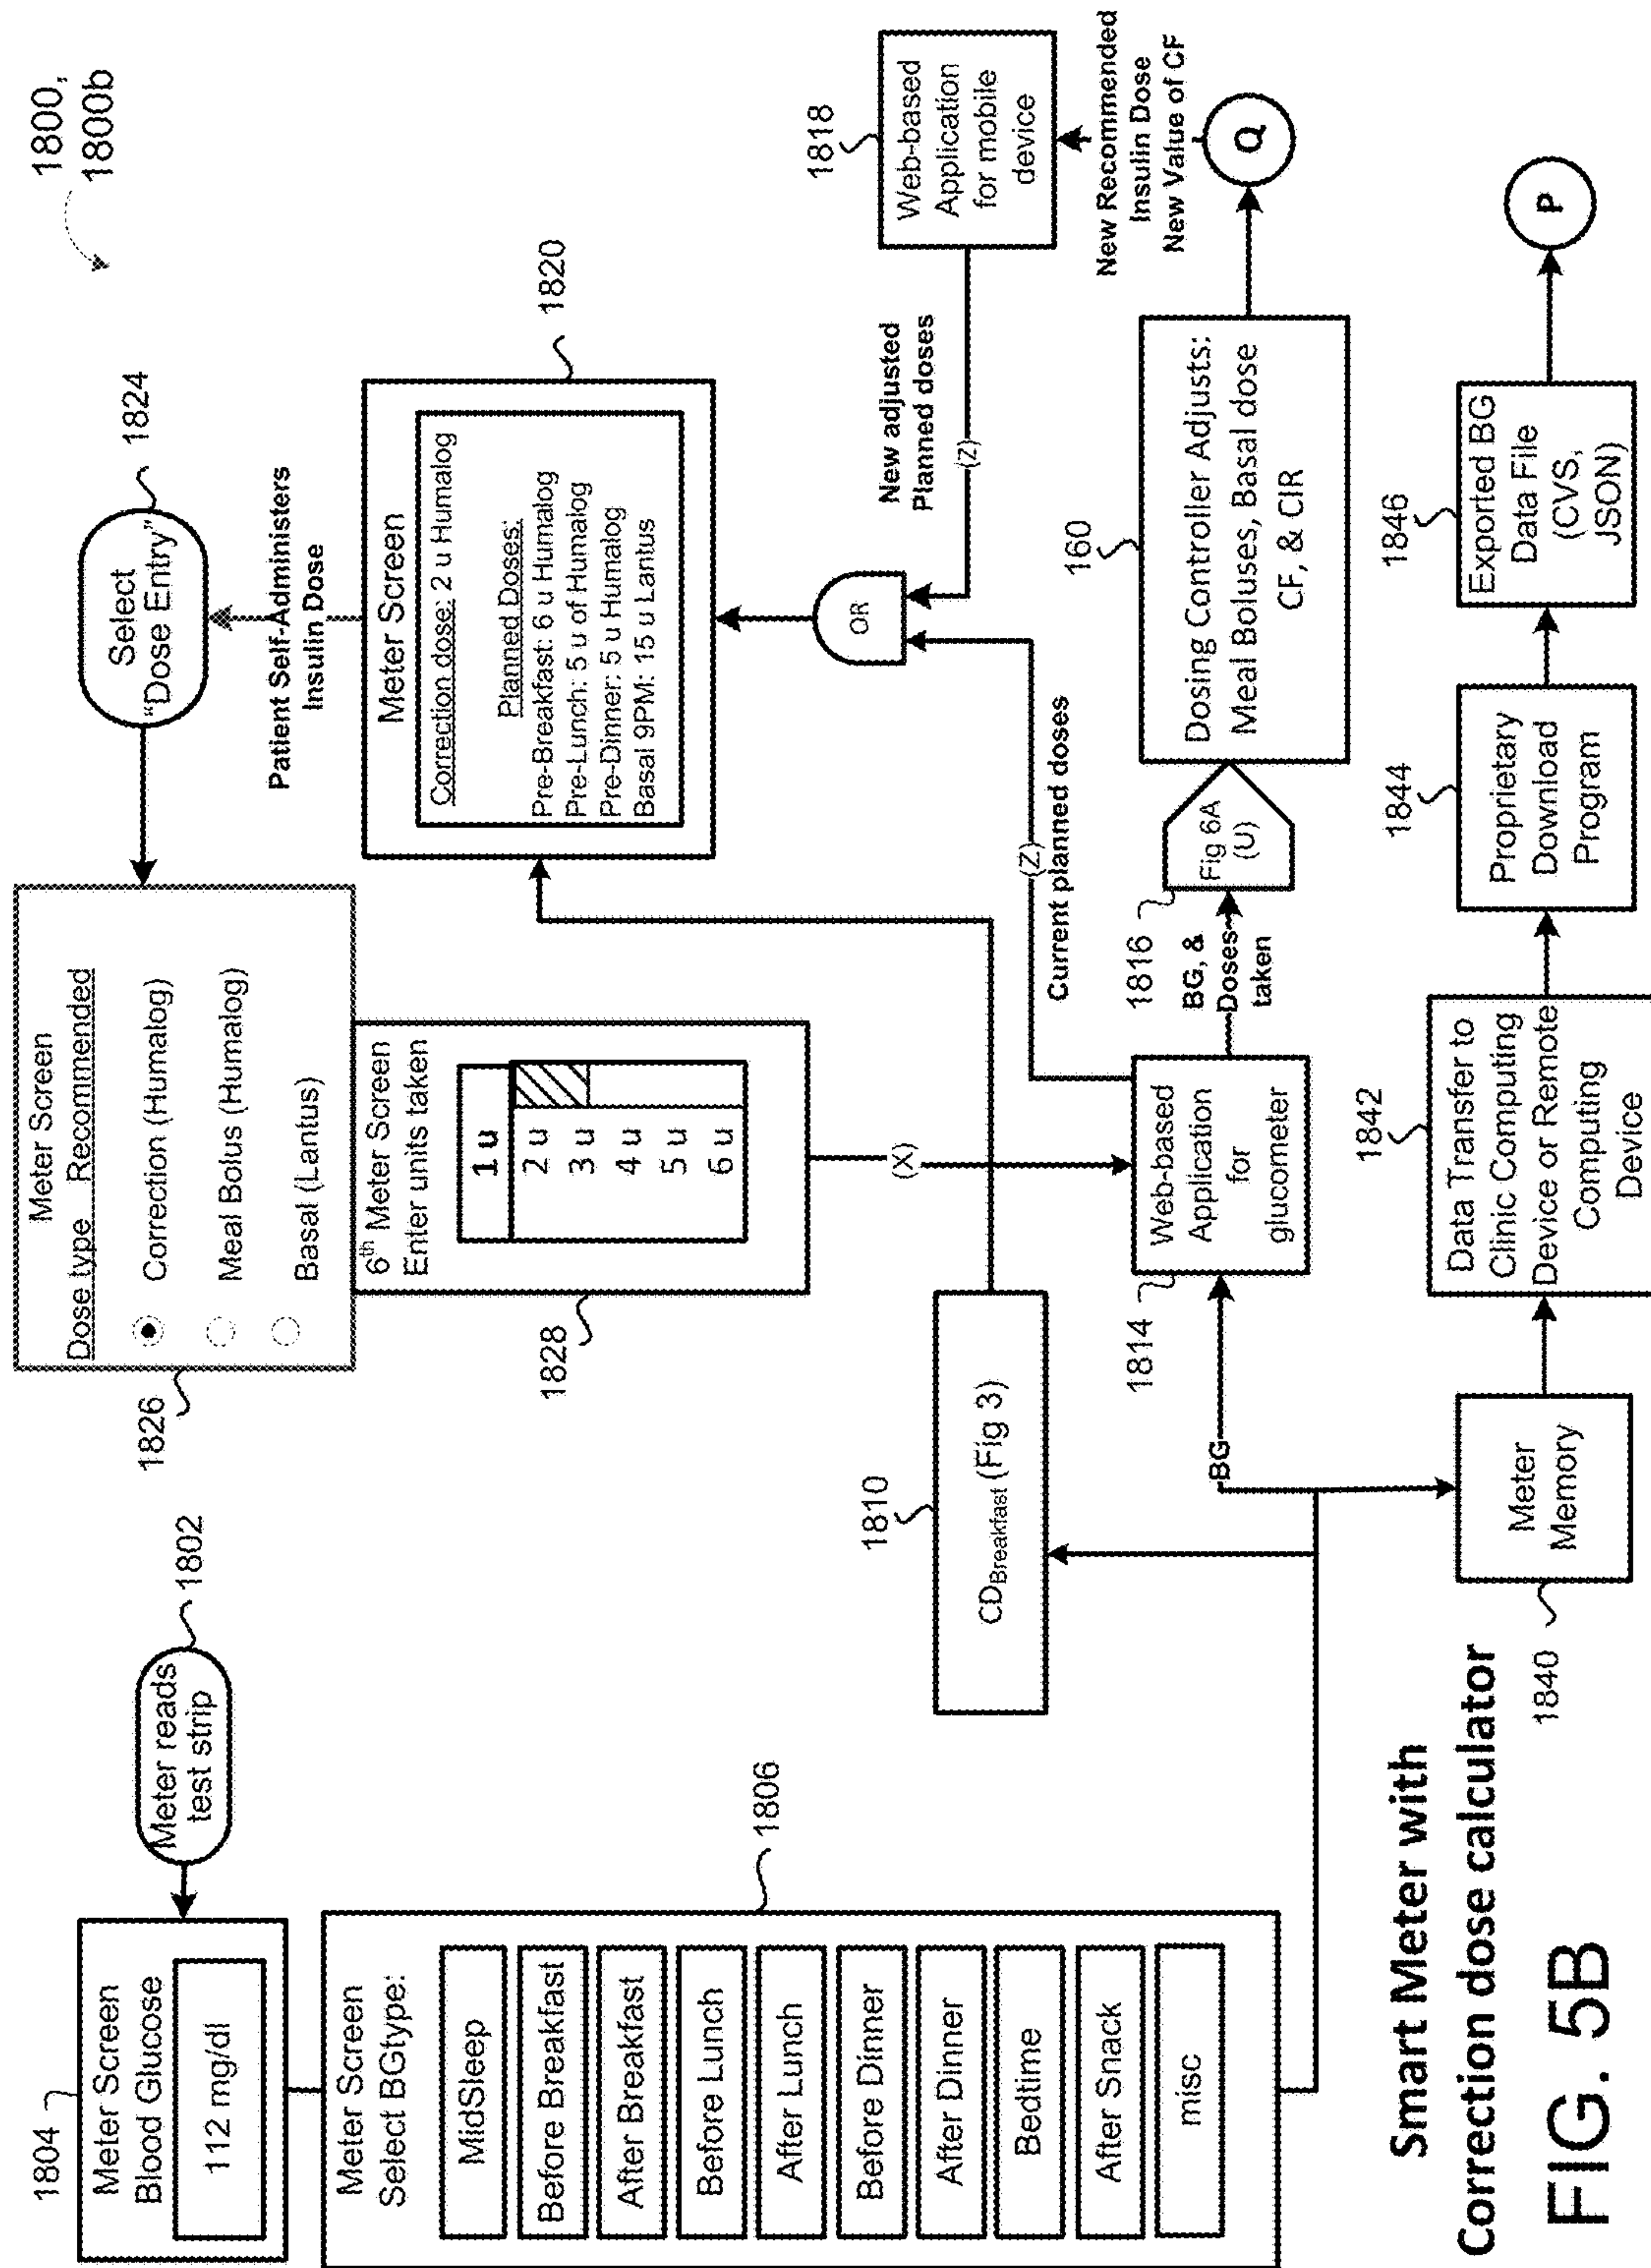 1800,
1800b
1802
Meter reads
test strip
1804
Meter Screen
Blood Glucose
112 mg/dl
Meter Screen
Select BGtype:
MidSleep
Before Breakfast
After Breakfast
Before Lunch
After Lunch
Before Dinner
After Dinner
Bedtime
After Snack
misc
1806
1826
Meter Screen
Dose type Recommended
Correction (Humalog)
Meal Bolus (Humalog)
Basal (Lantus)
1828
6th Meter Screen
Enter units taken
1 u
2 u
3 u
4 u
5 u
6 u
(X)
1824
Select
“Dose Entry”
Patient Self-Administers
Insulin Dose
1820
Meter Screen
Correction dose: 2 u Humalog
Planned Doses:
Pre-Breakfast: 6 u Humalog
Pre-Lunch: 5 u of Humalog
Pre-Dinner: 5 u Humalog
Basal 9PM: 15 u Lantus
OR
New adjusted
Planned doses
(Z)
1818
Web-based
Application
for mobile
device
New Recommended
Insulin Dose
New Value of CF
Q
1810
CDBreakfast (Fig 3)
BG
1814
Web-based
Application
for
glucometer
(Z)
Current planned doses
1816
BG, &
Doses
taken
Fig 6A
(U)
160
Dosing Controller Adjusts:
Meal Boluses, Basal dose
CF, & CIR
1840
Meter
Memory
1842
Data Transfer to
Clinic Computing
Device or Remote
Computing
Device
1844
Proprietary
Download
Program
1846
Exported BG
Data File
(CVS,
JSON)
P
Smart Meter with
Correction dose calculator
FIG. 5B